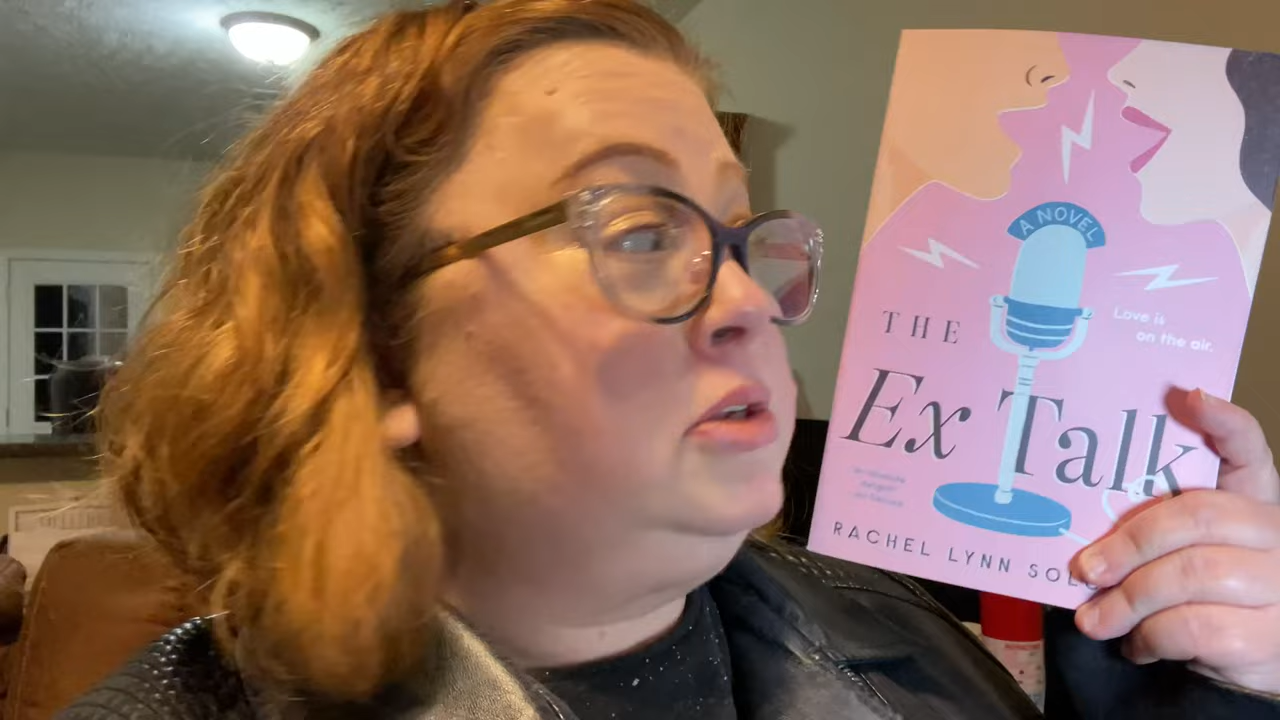 A NOVEL
Love is
on the air.
THE
Ex Talk
RACHEL LYNN SOL